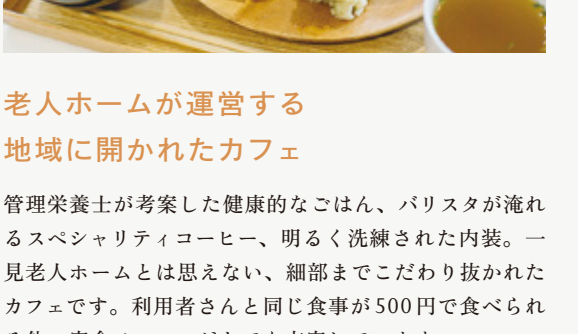 老人ホームが運営する
地域に開かれたカフェ
管理栄養士が考案した健康的なごはん、バリスタが淹れ
るスペシャリティコーヒー、明るく洗練された内装。一
見老人ホームとは思えない、細部までこだわり抜かれた
カフェです。利用者さんと同じ食事が500円で食べられ